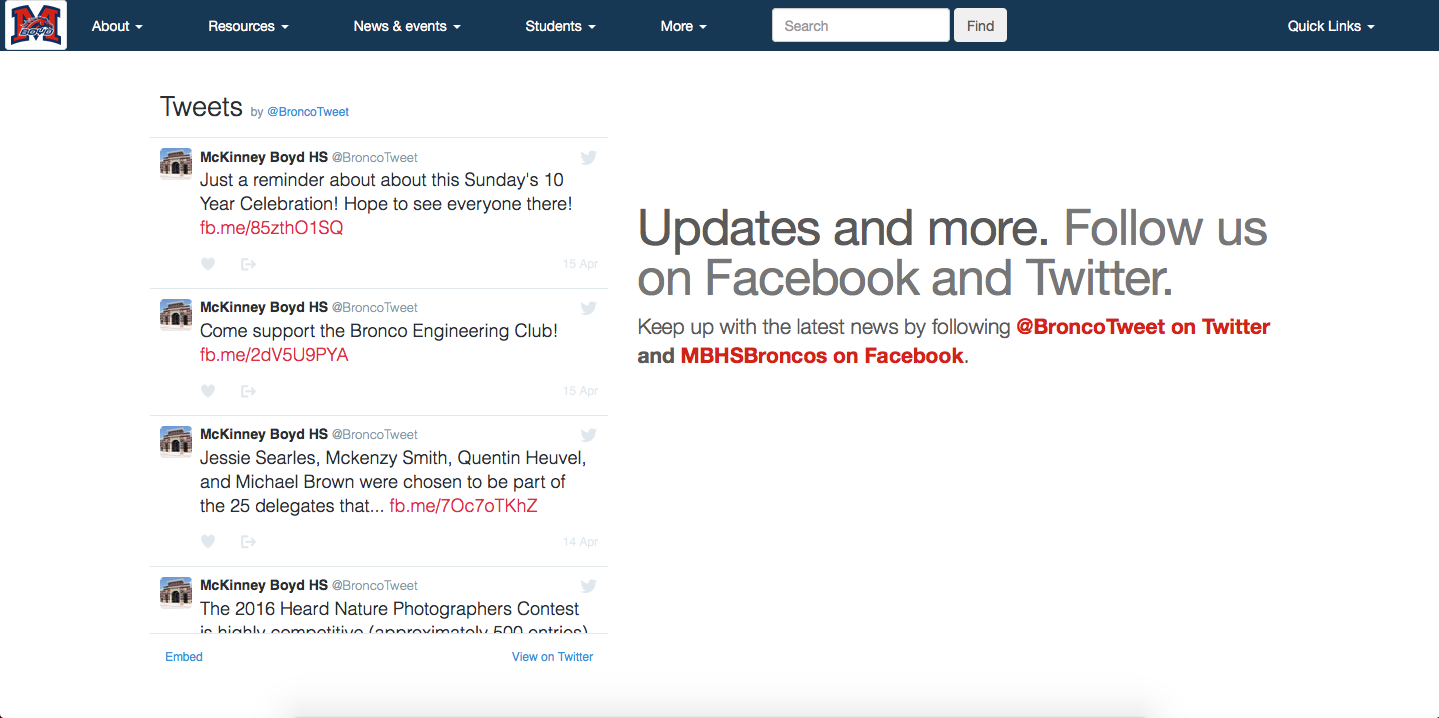 M
BOYD
About
Resources
News & events
Students
More
Search
Find
Quick Links
Tweets by @BroncoTweet
McKinney Boyd HS @BroncoTweet
Just a reminder about about this Sunday's 10
Year Celebration! Hope to see everyone there!
fb.me/85zthO1SQ
15 Apr
McKinney Boyd HS @BroncoTweet
Come support the Bronco Engineering Club!
fb.me/2dV5U9PYA
15 Apr
McKinney Boyd HS @BroncoTweet
Jessie Searles, Mckenzy Smith, Quentin Heuvel,
and Michael Brown were chosen to be part of
the 25 delegates that... fb.me/7Oc7oTKhZ
14 Apr
McKinney Boyd HS @BroncoTweet
The 2016 Heard Nature Photographers Contest
is highly competitive (approximately 500 entries)
Embed
View on Twitter
Updates and more. Follow us
on Facebook and Twitter.
Keep up with the latest news by following @BroncoTweet on Twitter
and MBHSBroncos on Facebook.